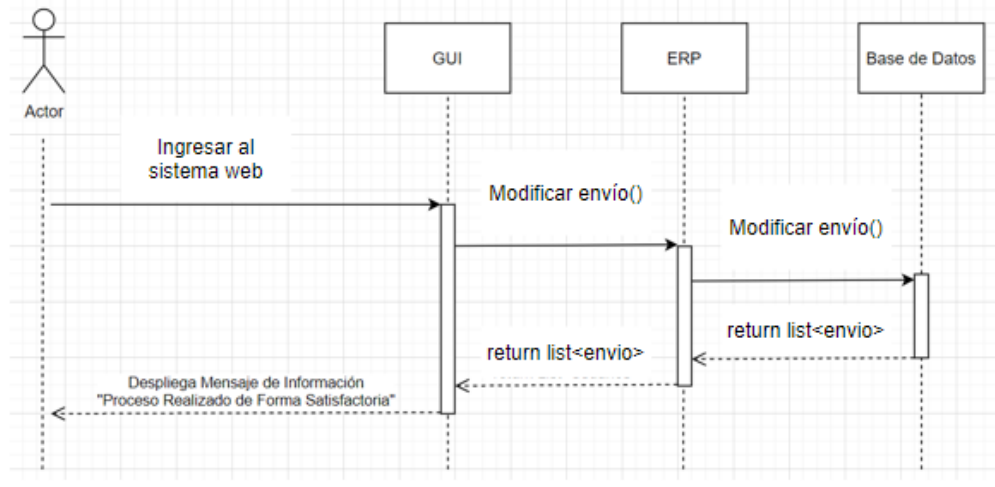 GUI
ERP
Base de Datos
Actor
Ingresar al
sistema web
Modificar envío()
Modificar envío()
return list<envio>
return list<envio>
Despliega Mensaje de Información
"Proceso Realizado de Forma Satisfactoria"